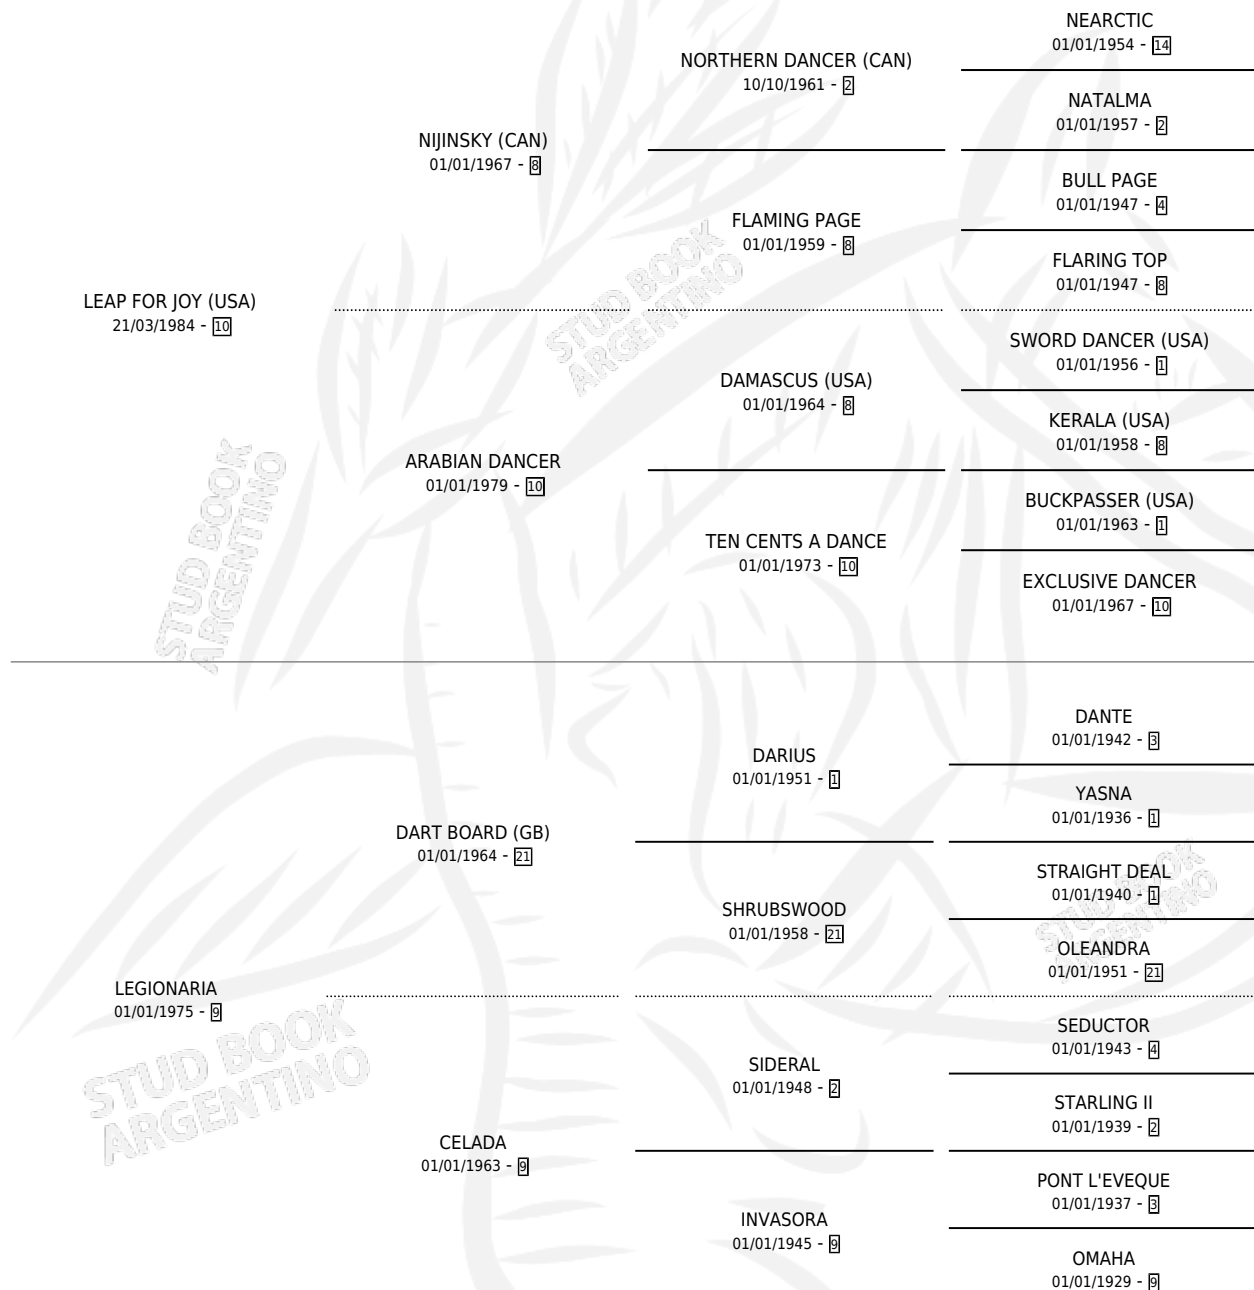 NEARCTIC
01/01/1954 - 14
NORTHERN DANCER (CAN)
10/10/1961 - 2
NATALMA
01/01/1957 - 2
NIJINSKY (CAN)
01/01/1967 - 8
BULL PAGE
01/01/1947 - 4
FLAMING PAGE
01/01/1959 - 8
FLARING TOP
01/01/1947 - 8
LEAP FOR JOY (USA)
21/03/1984 - 10
SWORD DANCER (USA)
01/01/1956 - 1
DAMASCUS (USA)
01/01/1964 - 8
KERALA (USA)
01/01/1958 - 8
ARABIAN DANCER
01/01/1979 - 10
BUCKPASSER (USA)
01/01/1963 - 1
TEN CENTS A DANCE
01/01/1973 - 10
EXCLUSIVE DANCER
01/01/1967 - 10
DANTE
01/01/1942 - 3
DARIUS
01/01/1951 - 1
YASNA
01/01/1936 - 1
DART BOARD (GB)
01/01/1964 - 21
STRAIGHT DEAL
01/01/1940 - 1
SHRUBSWOOD
01/01/1958 - 21
OLEANDRA
01/01/1951 - 21
LEGIONARIA
01/01/1975 - 9
SEDUCTOR
01/01/1943 - 4
SIDERAL
01/01/1948 - 2
STARLING II
01/01/1939 - 2
CELADA
01/01/1963 - 9
PONT L'EVEQUE
01/01/1937 - 3
INVASORA
01/01/1945 - 9
OMAHA
01/01/1929 - 9
STUD BOOK
ARGENTINO
STUD BOOK
ARGENTINO
STUD BOOK
ARGENTINO
STUD BOOK
ARGENTINO